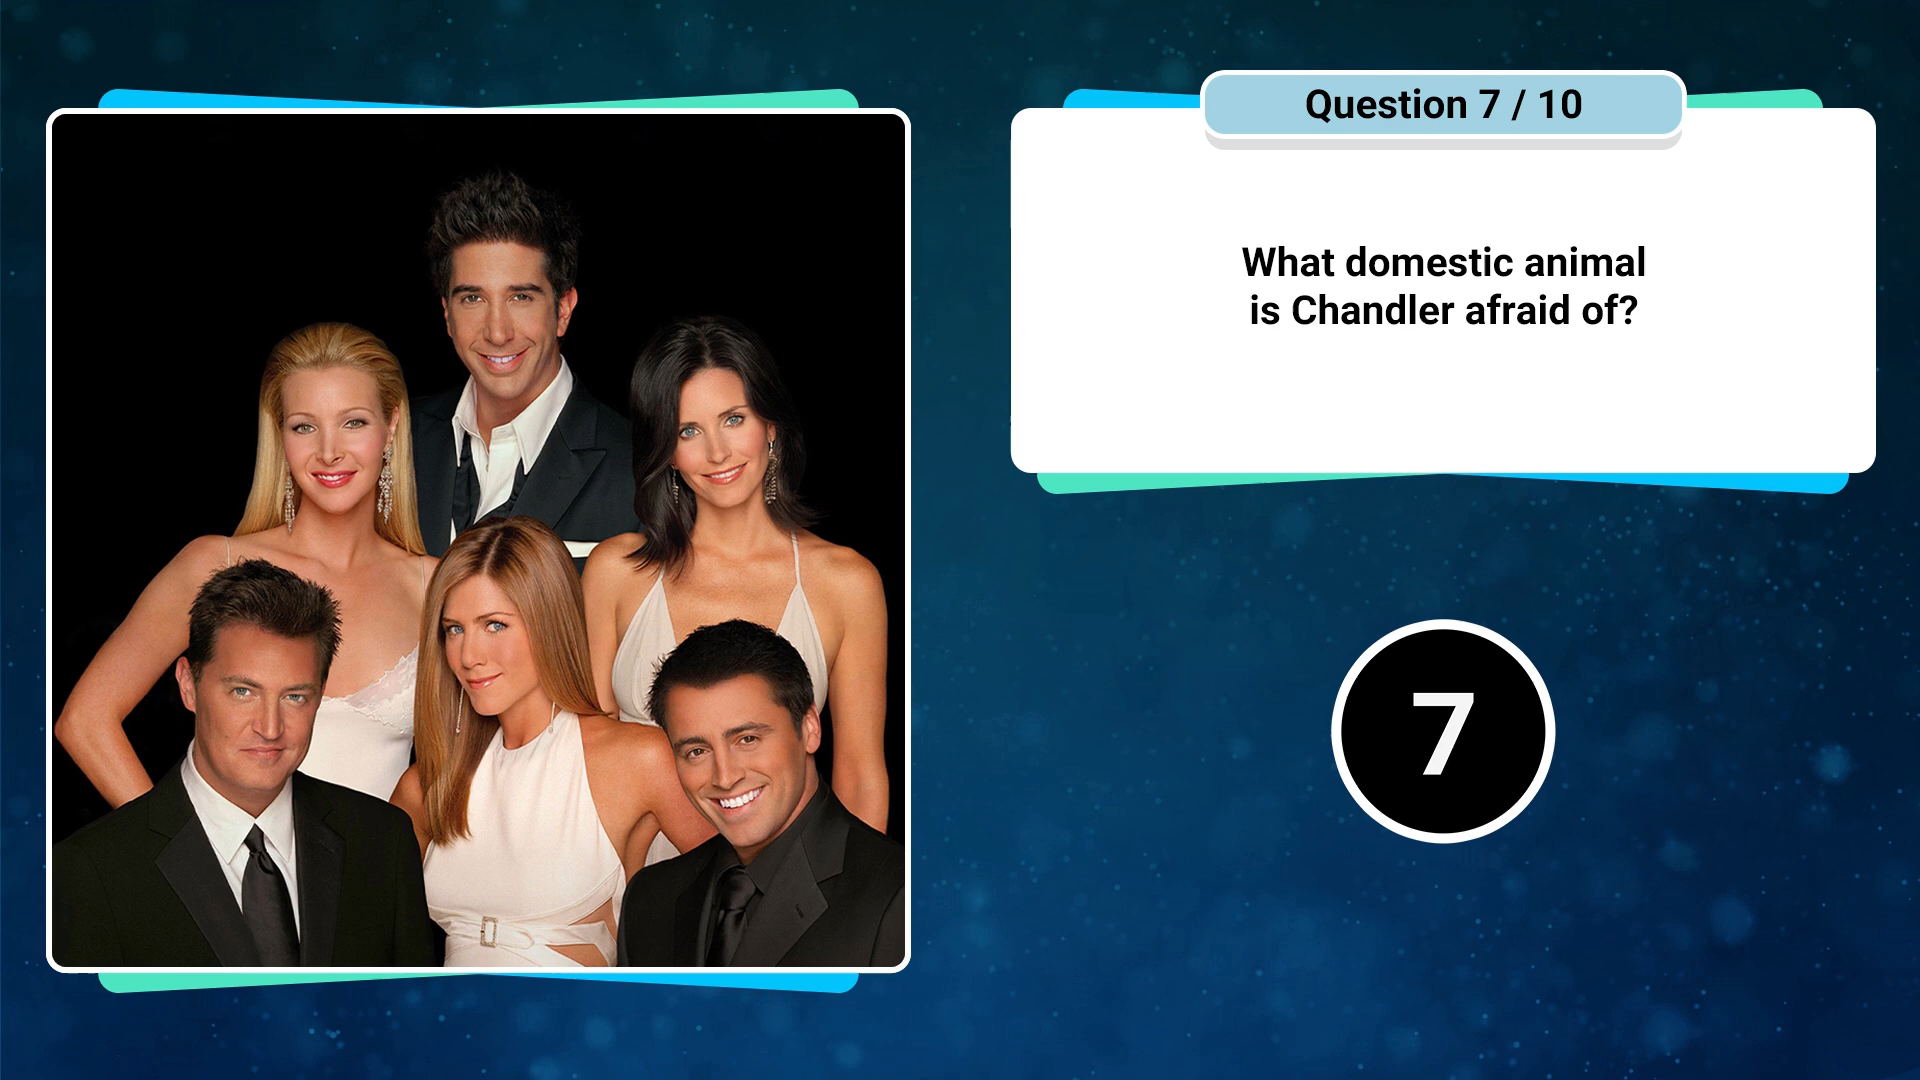 Question 7 / 10
What domestic animal
is Chandler afraid of?
7